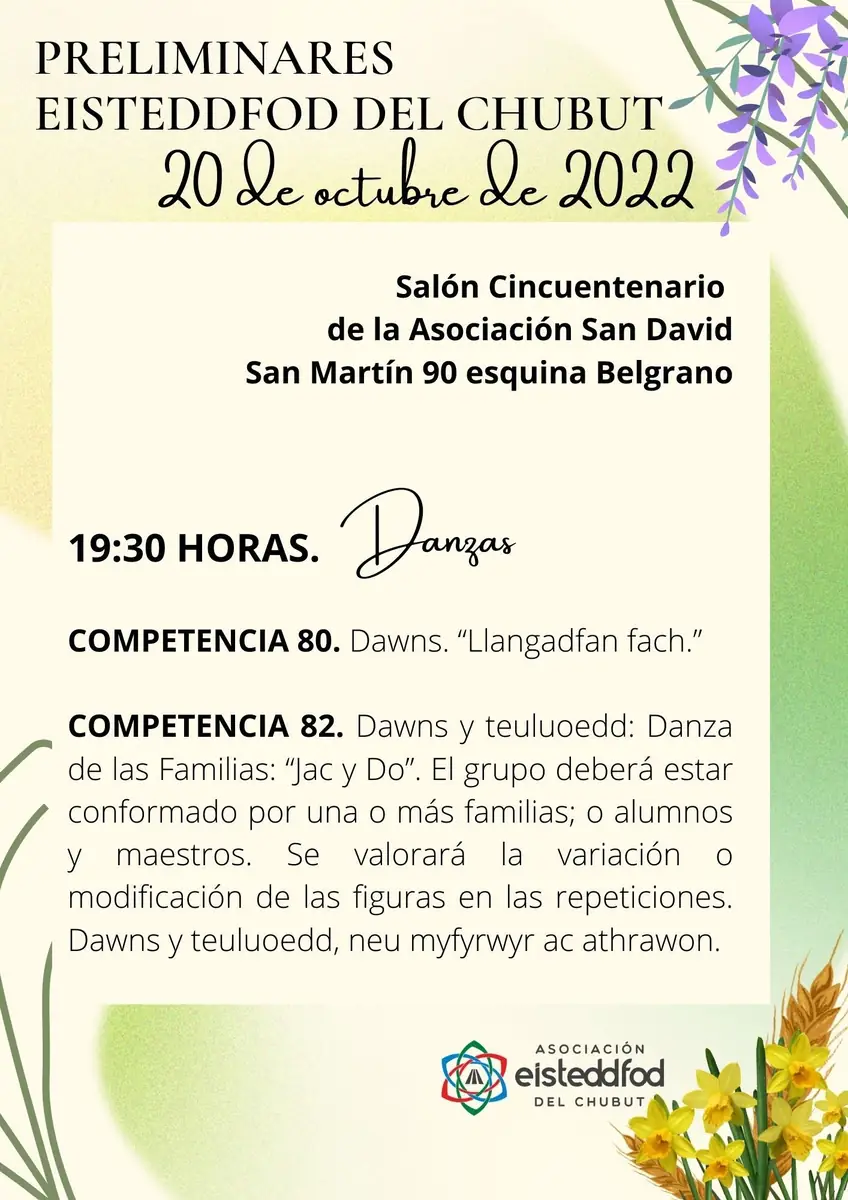 PRELIMINARES
EISTEDDFOD DEL CHUBUT
20 de octubre de 2022
Salón Cincuentenario
de la Asociación San David
San Martín 90 esquina Belgrano
19:30 HORAS. Danzas
COMPETENCIA 80. Dawns. “Llangadfan fach.”
COMPETENCIA 82. Dawns y teuluoedd: Danza
de las Familias: “Jac y Do”. El grupo deberá estar
conformado por una o más familias; o alumnos
y maestros. Se valorará la variación o
modificación de las figuras en las repeticiones.
Dawns y teuluoedd, neu myfyrwyr ac athrawon.
ASOCIACIÓN
eisteddfod
DEL CHUBUT